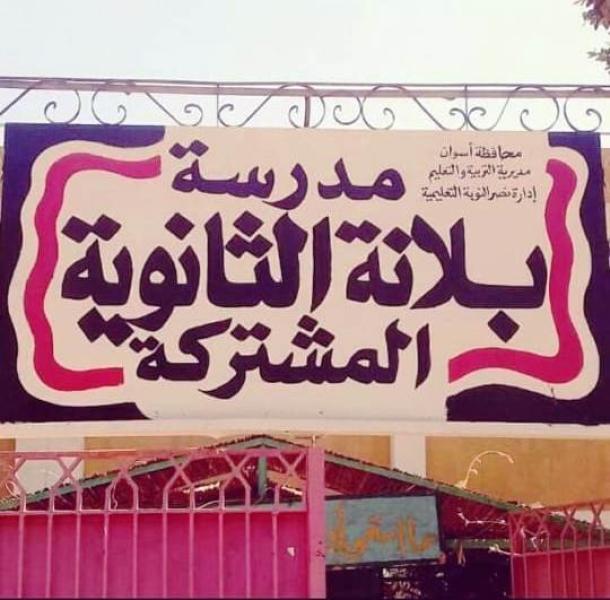 محافظة أسوان
مديرية التربية والتعليم
إدارة نصر النوبة التعليمية
مدرسة
بلانة الثانوية
المشتركة